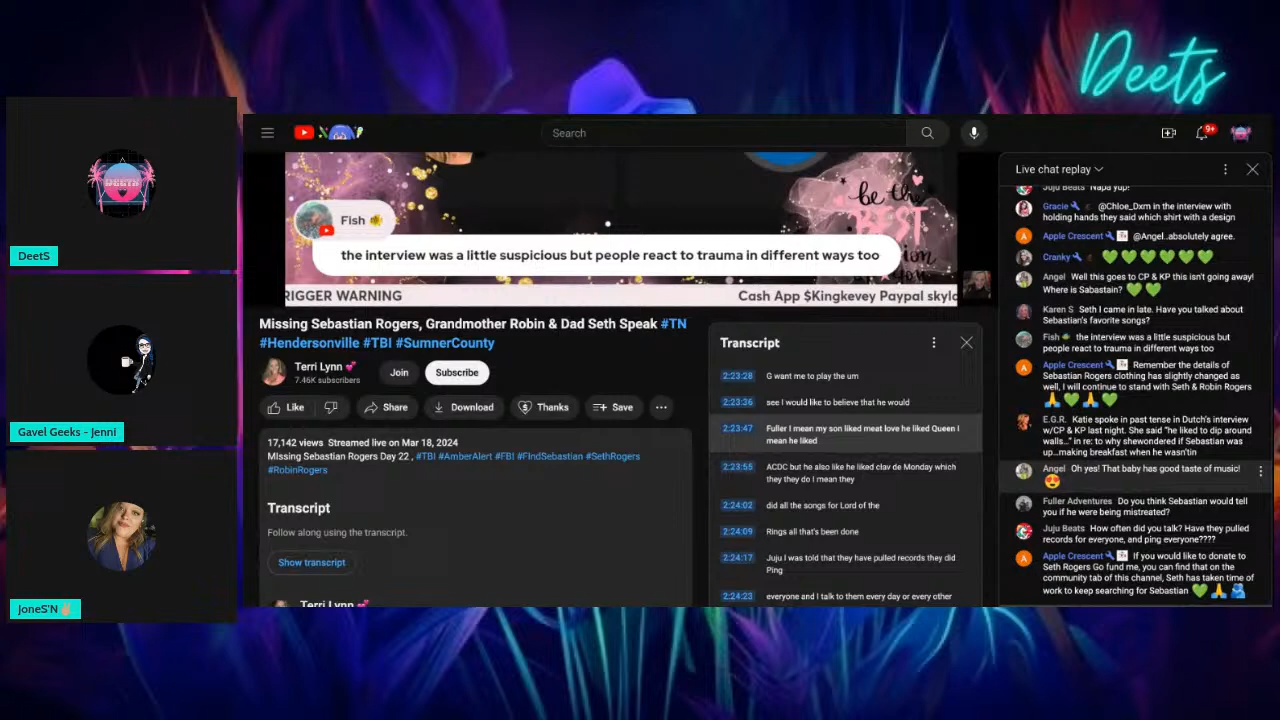 Deets
DeetS
Gavel Geeks - Jenni
JoneS'N
Search
9+
be the
BEST
Fish
the interview was a little suspicious but people react to trauma in different ways too
RIGGER WARNING
Cash App $Kingkevey Paypal skylo
Missing Sebastian Rogers, Grandmother Robin & Dad Seth Speak #TN
#Hendersonville #TBI #SumnerCounty
Terri Lynn 💕
7.46K subscribers
Join
Subscribe
Like
Share
Download
Thanks
Save
17,142 views Streamed live on Mar 18, 2024
Missing Sebastian Rogers Day 22 , #TBI #AmberAlert #FBI #FIndSebastian #SethRogers
#RobinRogers
Transcript
Follow along using the transcript.
Show transcript
Terri Lynn 💕
Transcript
2:23:28 G want me to play the um
2:23:36 see I would like to believe that he would
2:23:47 Fuller I mean my son liked meat love he liked Queen I
mean he liked
2:23:55 ACDC but he also like he liked clav de Monday which
they they do I mean they
2:24:02 did all the songs for Lord of the
2:24:09 Rings all that's been done
2:24:17 Juju I was told that they have pulled records they did
Ping
2:24:23 everyone and I talk to them every day or every other
Live chat replay
Juju Beats Napa yup!
Gracie @Chloe_Dxm in the interview with
holding hands they said which shirt with a design
Apple Crescent @Angel..absolutely agree.
Cranky 💚💚💚💚💚💚
Angel Well this goes to CP & KP this isn't going away!
Where is Sabastain? 💚 💚
Karen S Seth I came in late. Have you talked about
Sebastian's favorite songs?
Fish the interview was a little suspicious but
people react to trauma in different ways too
Apple Crescent Remember the details of
Sebastian Rogers clothing has slightly changed as
well, I will continue to stand with Seth & Robin Rogers
🙏💚🙏💚
E.G.R. Katie spoke in past tense in Dutch's interview
w/CP & KP last night. She said "he liked to dip around
walls..." in re: to why shewondered if Sebastian was
up...making breakfast when he wasn'tin
Angel Oh yes! That baby has good taste of music!
😍
Fuller Adventures Do you think Sebastian would tell
you if he were being mistreated?
Juju Beats How often did you talk? Have they pulled
records for everyone, and ping everyone????
Apple Crescent If you would like to donate to
Seth Rogers Go fund me, you can find that on the
community tab of this channel, Seth has taken time of
work to keep searching for Sebastian 💚🙏🫂